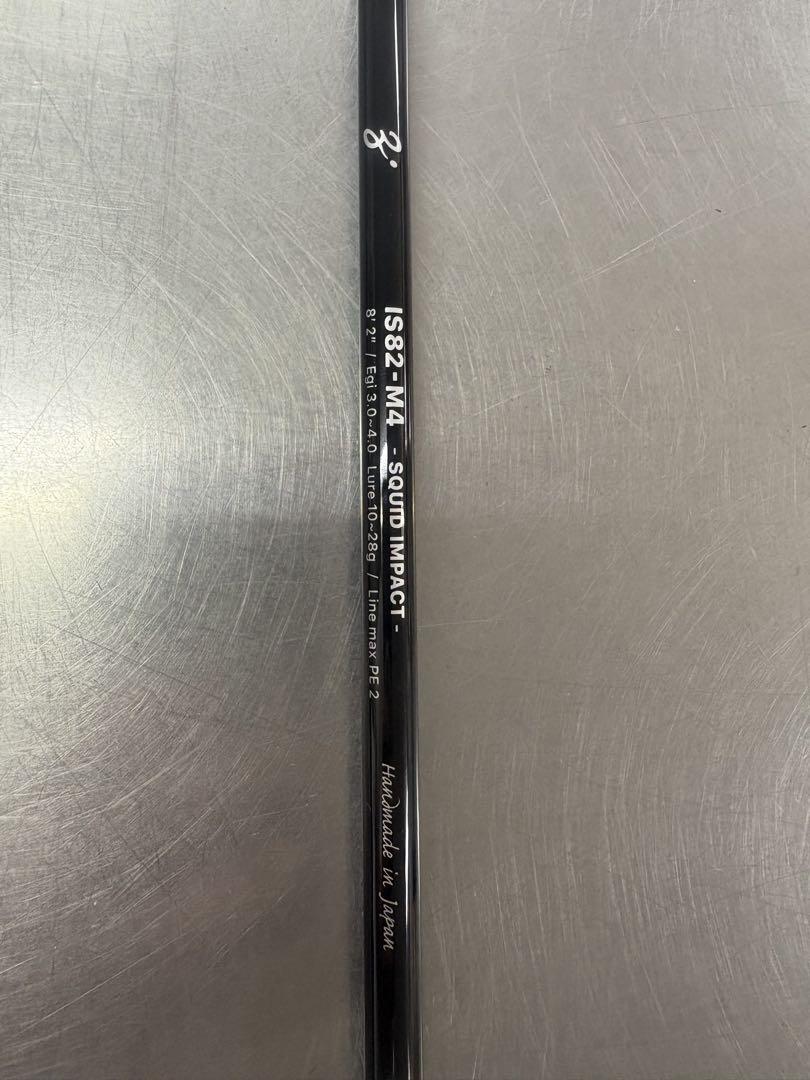 IS82-M4 - SQUID IMPACT -
8' 2" / Egi 3.0~4.0 Lure 10~28g / Line max PE 2
Handmade in Japan